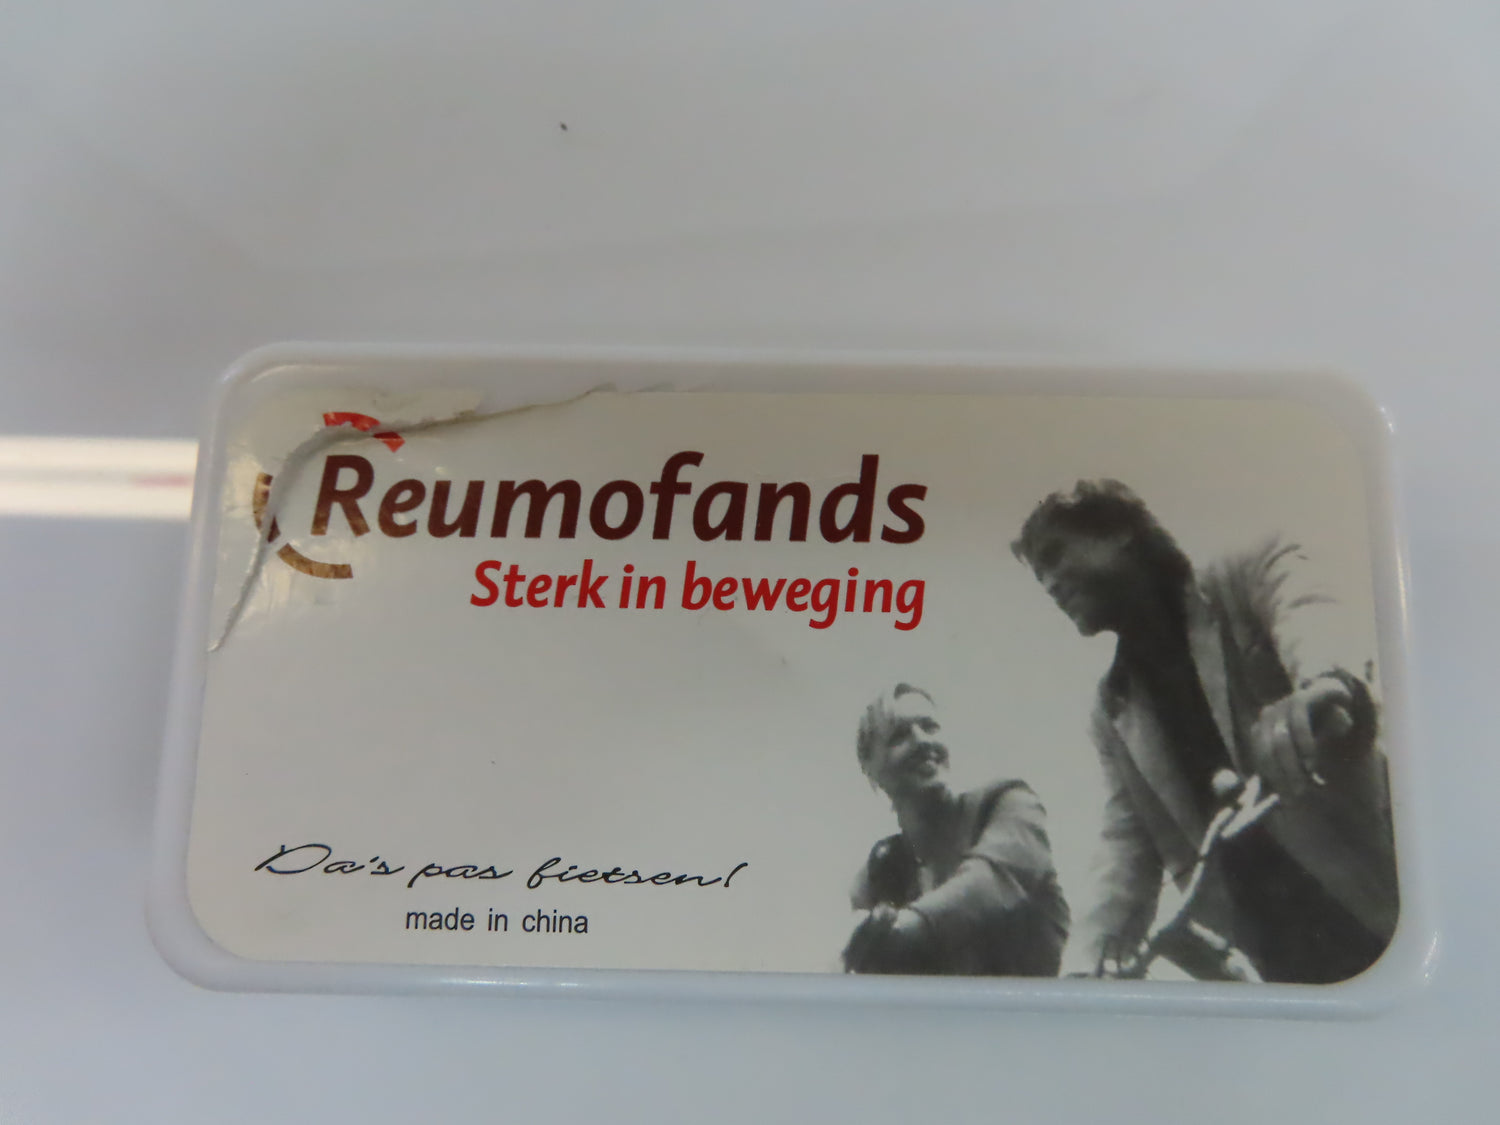 Reumofands
Sterk in beweging
Da's pas fietsen!
made in china